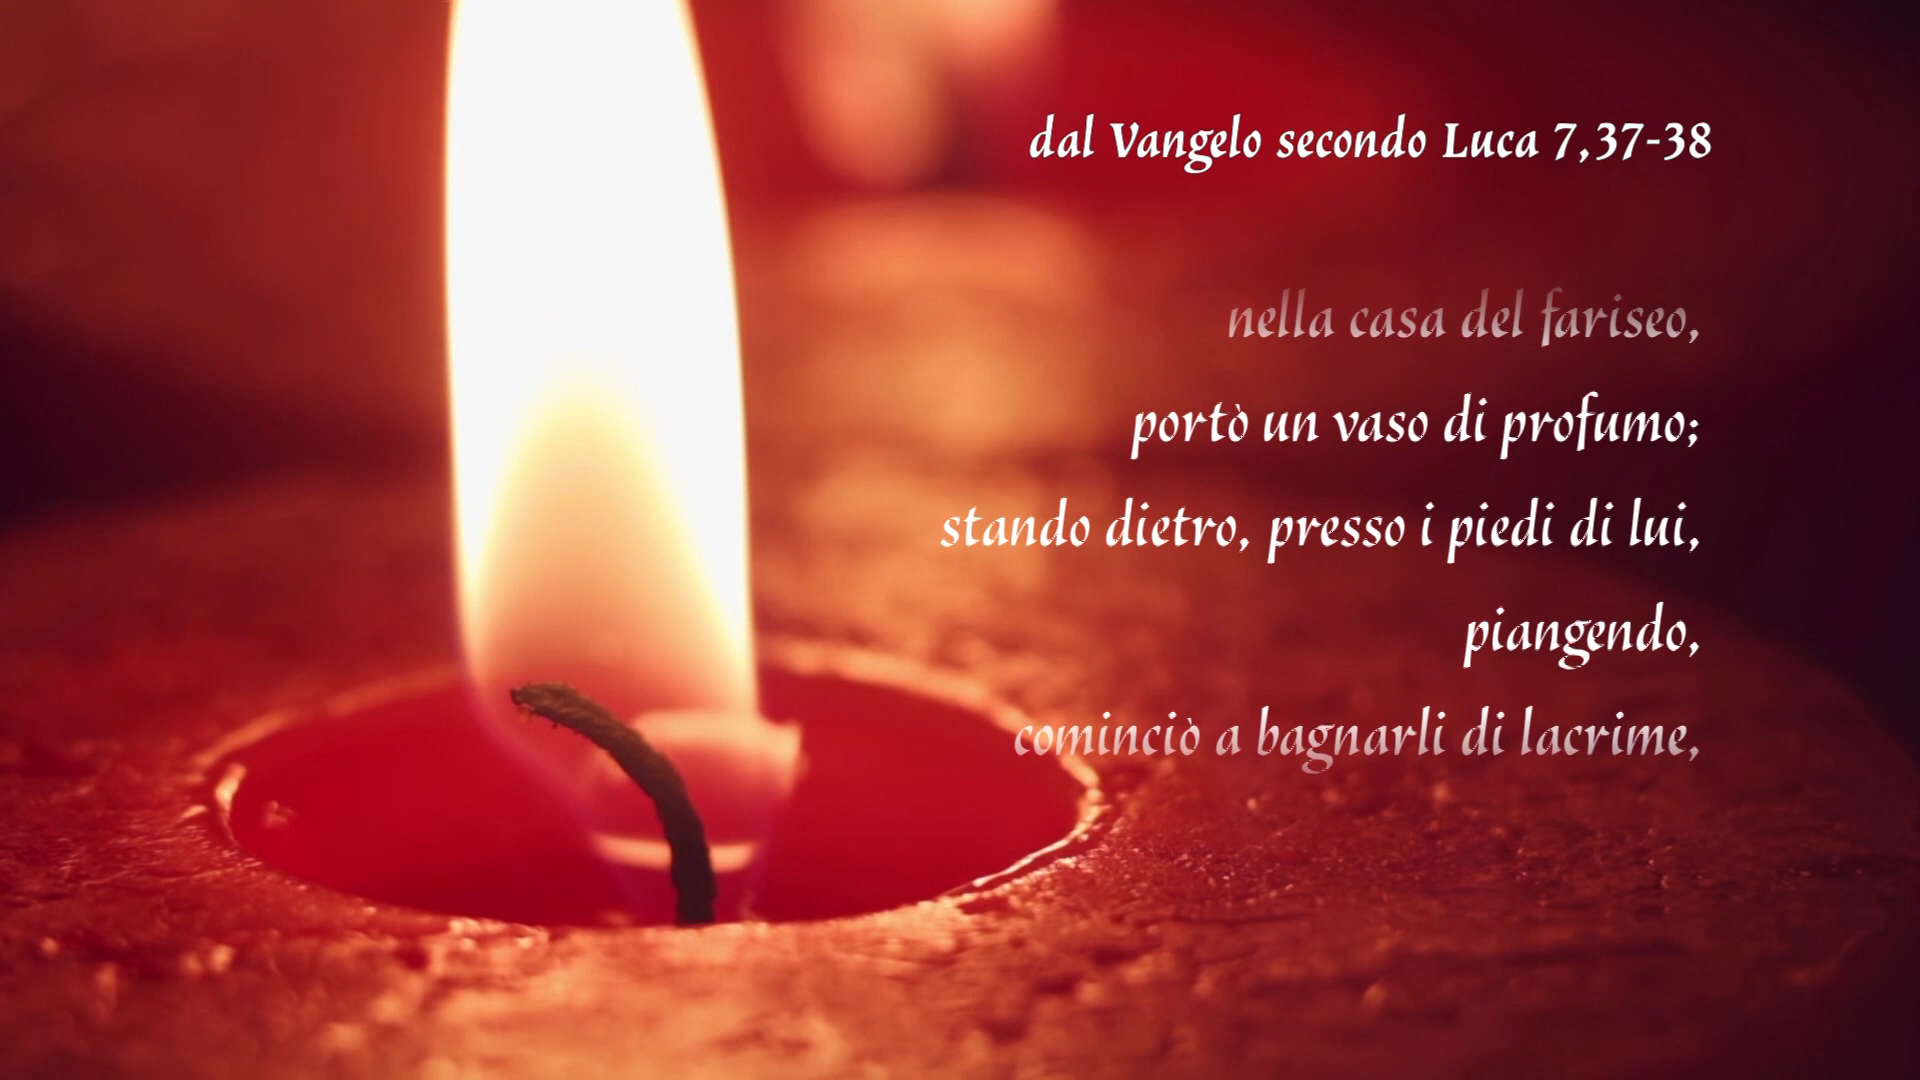 dal Vangelo secondo Luca 7,37-38
nella casa del fariseo,
portò un vaso di profumo;
stando dietro, presso i piedi di lui,
piangendo,
cominciò a bagnarli di lacrime,